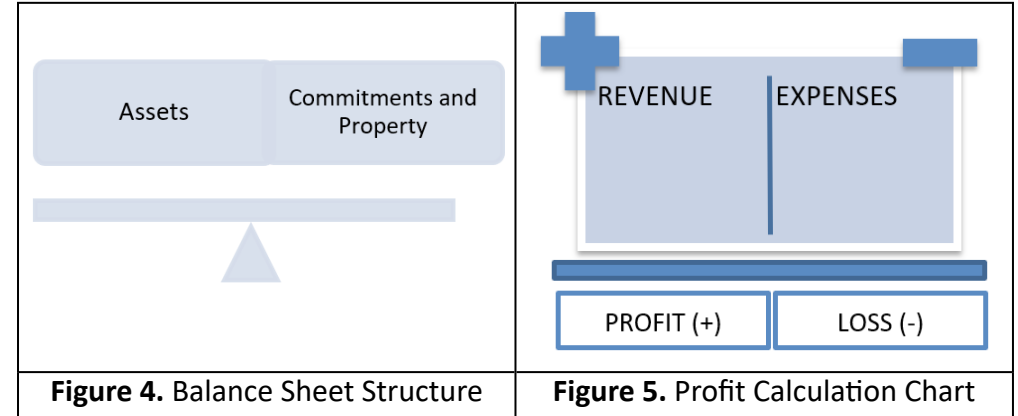 Assets
Commitments and
Property
REVENUE
EXPENSES
PROFIT (+)
LOSS (-)
Figure 4. Balance Sheet Structure
Figure 5. Profit Calculation Chart